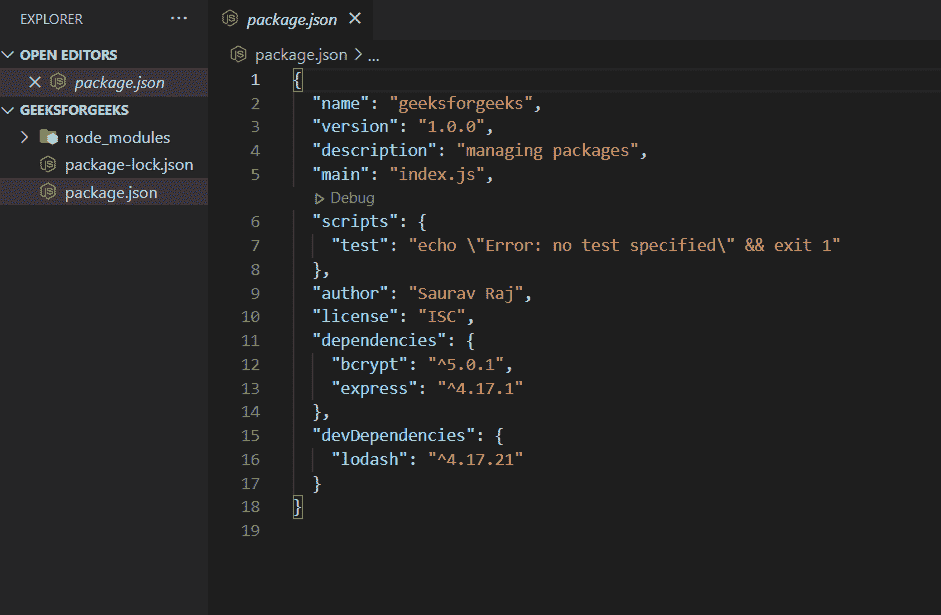 EXPLORER ...
OPEN EDITORS
package.json
GEEKSFORGEEKS
node_modules
package-lock.json
package.json
package.json
package.json > ...
1 {
2   "name": "geeksforgeeks",
3   "version": "1.0.0",
4   "description": "managing packages",
5   "main": "index.js",
Debug
6   "scripts": {
7     "test": "echo \"Error: no test specified\" && exit 1"
8   },
9   "author": "Saurav Raj",
10   "license": "ISC",
11   "dependencies": {
12     "bcrypt": "^5.0.1",
13     "express": "^4.17.1"
14   },
15   "devDependencies": {
16     "lodash": "^4.17.21"
17   }
18 }
19